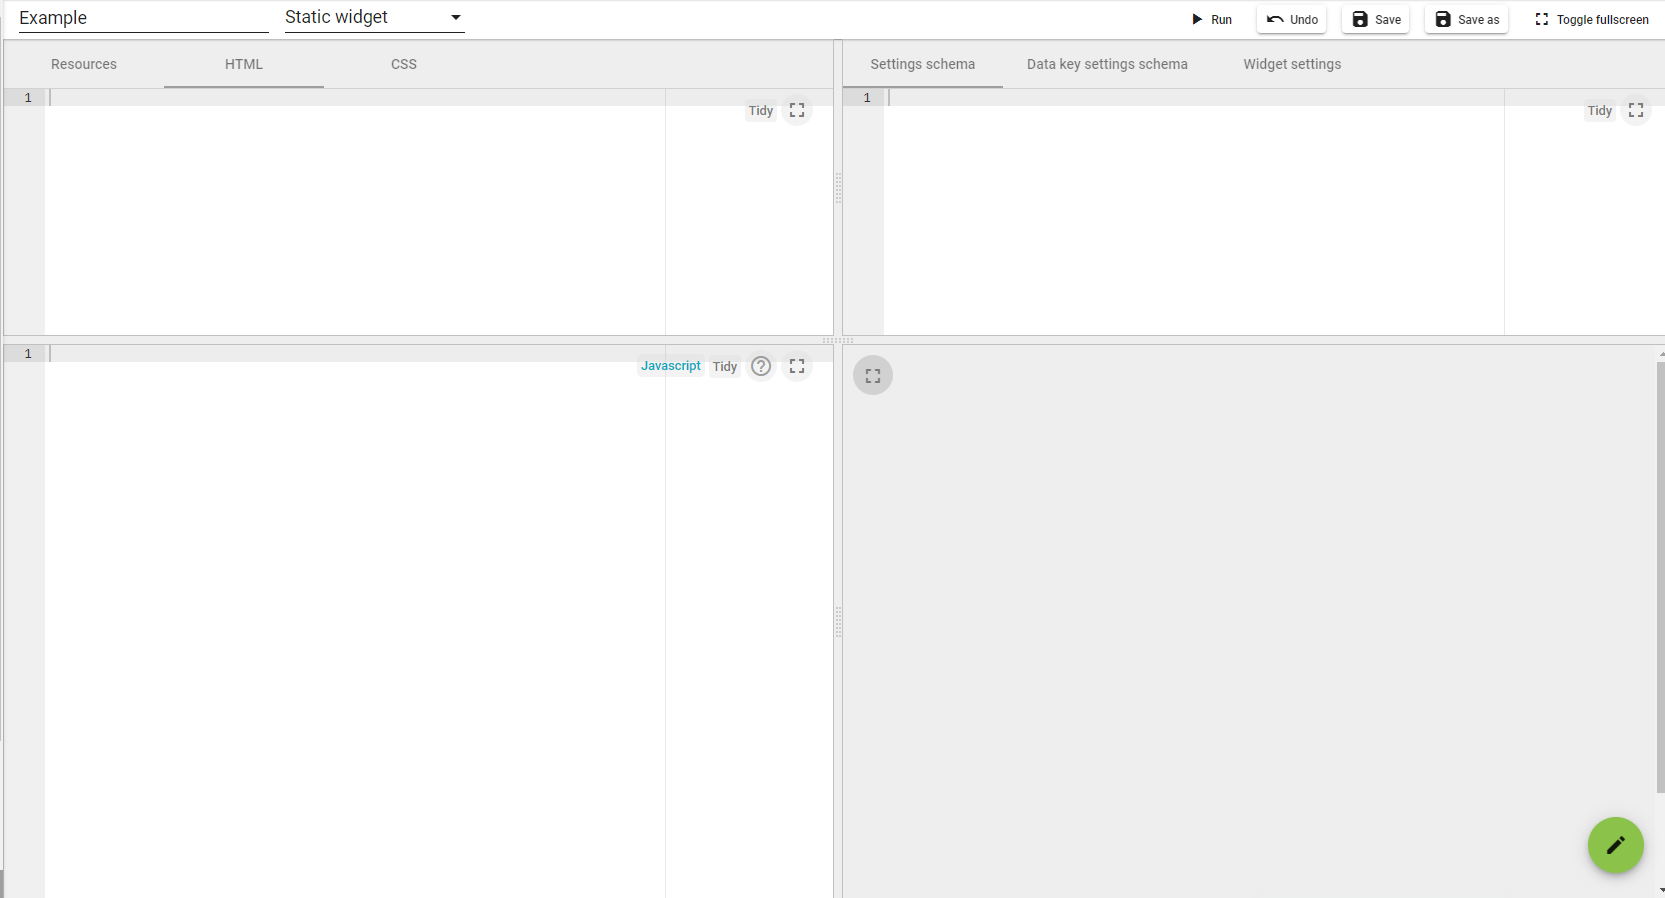 Example Static widget Run Undo Save Save as Toggle fullscreen
Resources HTML CSS Settings schema Data key settings schema Widget settings
1 1
Tidy Tidy
1
Javascript Tidy ?